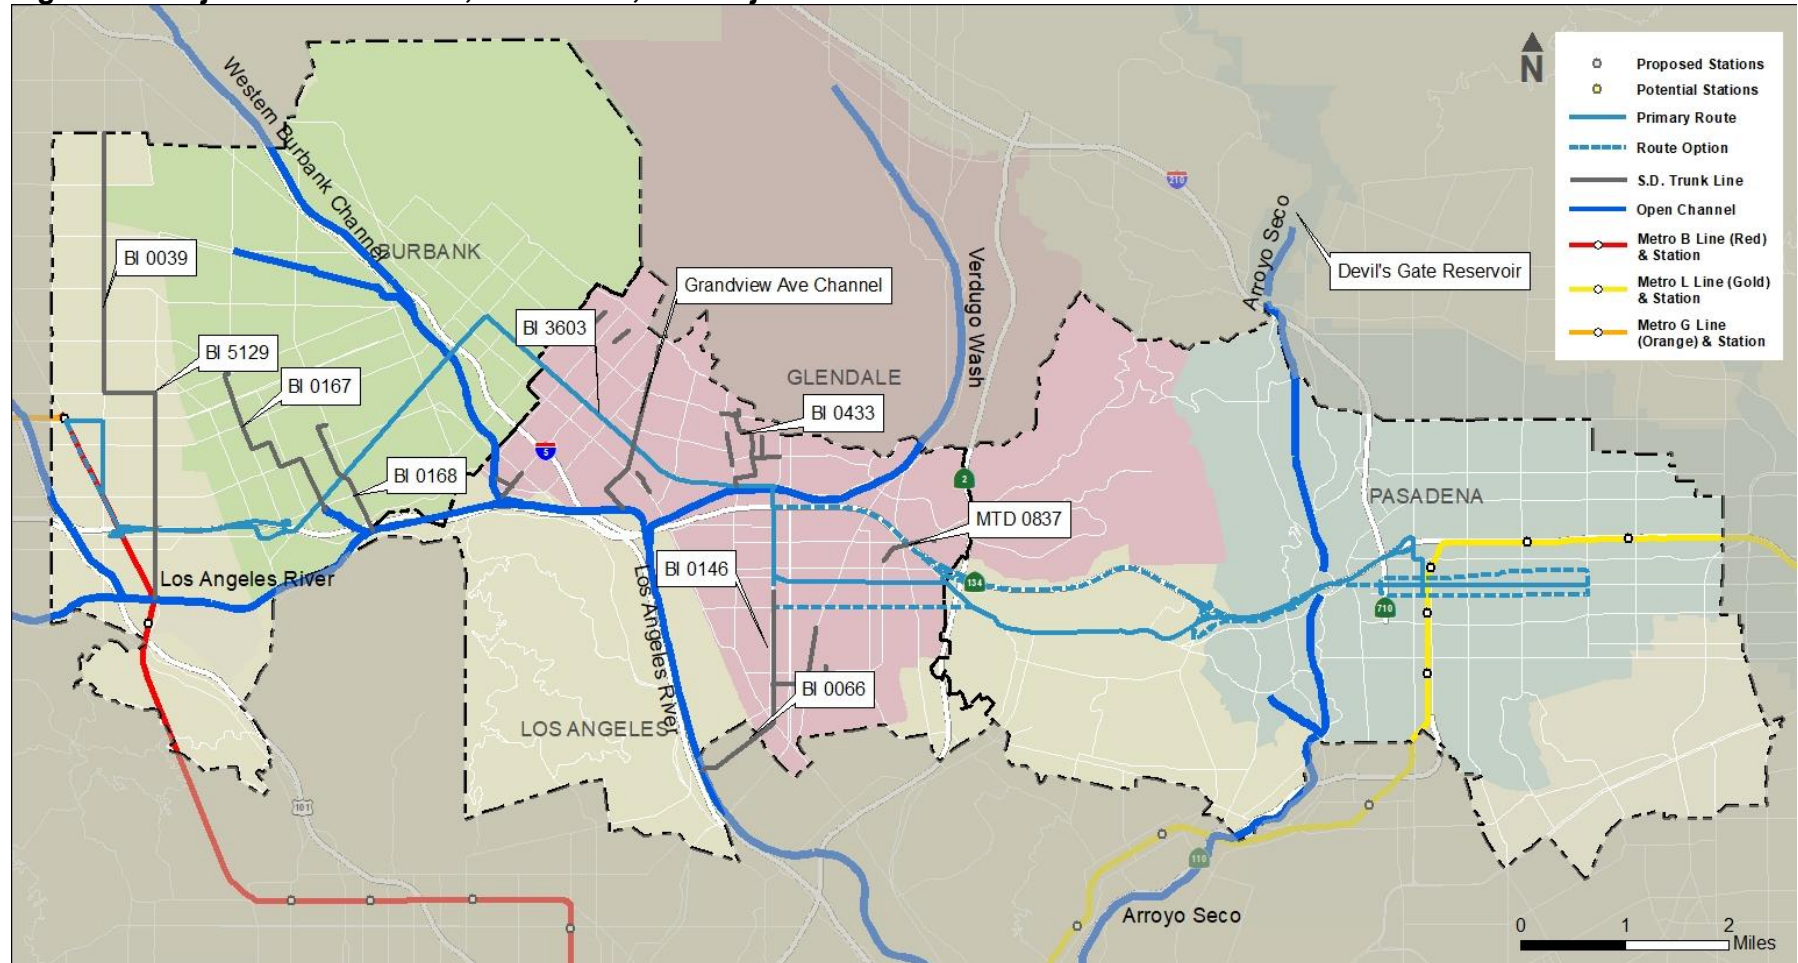 Western Burbank Channel
BURBANK
BI 0039
BI 5129
BI 0167
BI 0168
BI 3603
Grandview Ave Channel
GLENDALE
BI 0433
Verdugo Wash
MTD 0837
BI 0146
BI 0066
Los Angeles River
Los Angeles River
LOS ANGELES
Arroyo Seco
Devil's Gate Reservoir
PASADENA
Arroyo Seco
5
2
134
210
710
110
101
N
Proposed Stations
Potential Stations
Primary Route
Route Option
S.D. Trunk Line
Open Channel
Metro B Line (Red)
& Station
Metro L Line (Gold)
& Station
Metro G Line
(Orange) & Station
0 1 2
Miles